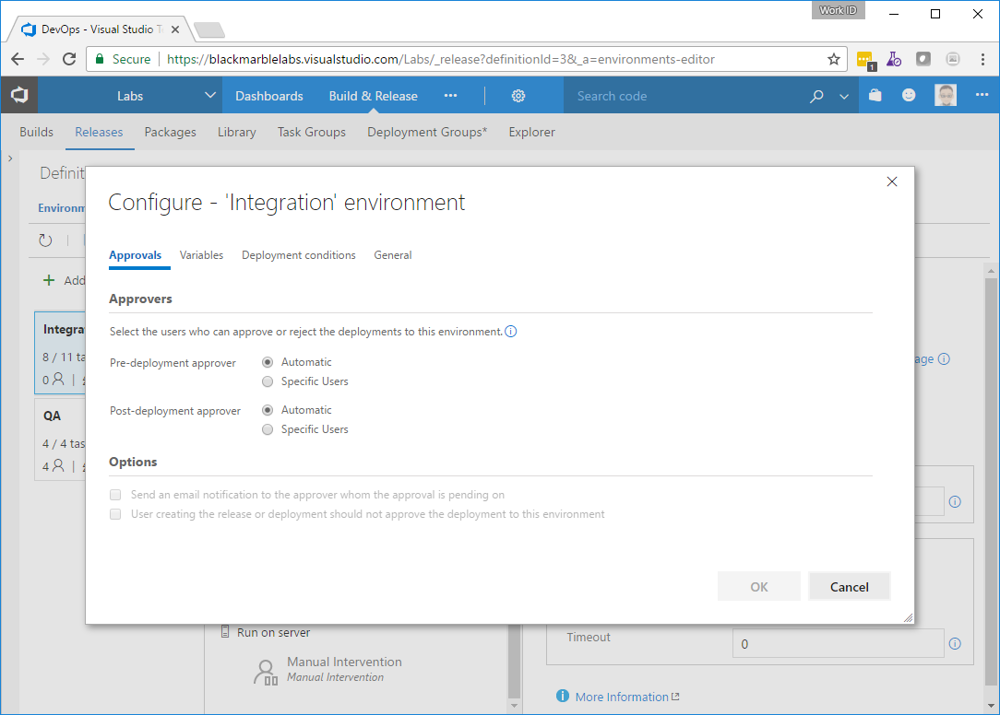 Work ID
DevOps - Visual Studio T
Secure
https://blackmarblelabs.visualstudio.com/Labs/_release?definitionId=3&_a=environments-editor
1
Labs
Dashboards
Build & Release
Search code
Builds
Releases
Packages
Library
Task Groups
Deployment Groups*
Explorer
Definit
Environm
Add
Integra
8 / 11 ta
0
QA
4 / 4 tas
4
Configure - 'Integration' environment
Approvals
Variables
Deployment conditions
General
Approvers
Select the users who can approve or reject the deployments to this environment.
Pre-deployment approver
Automatic
Specific Users
Post-deployment approver
Automatic
Specific Users
Options
Send an email notification to the approver whom the approval is pending on
User creating the release or deployment should not approve the deployment to this environment
OK
Cancel
age
Run on server
Manual Intervention
Manual Intervention
Timeout
0
More Information